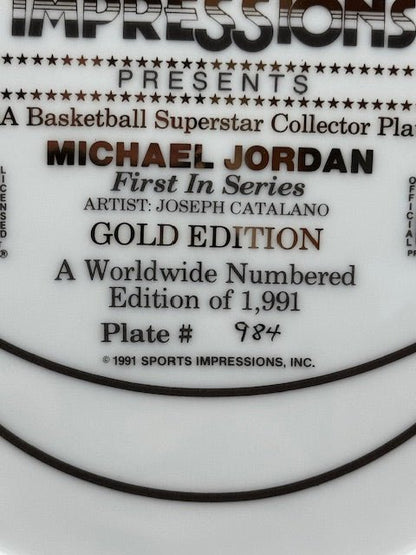 IMPRESSIONS
PRESENTS
A Basketball Superstar Collector Pla
MICHAEL JORDAN
First In Series
ARTIST: JOSEPH CATALANO
GOLD EDITION
A Worldwide Numbered
Edition of 1,991
Plate # 984
© 1991 SPORTS IMPRESSIONS, INC.
LICENSED
OFFICIAL